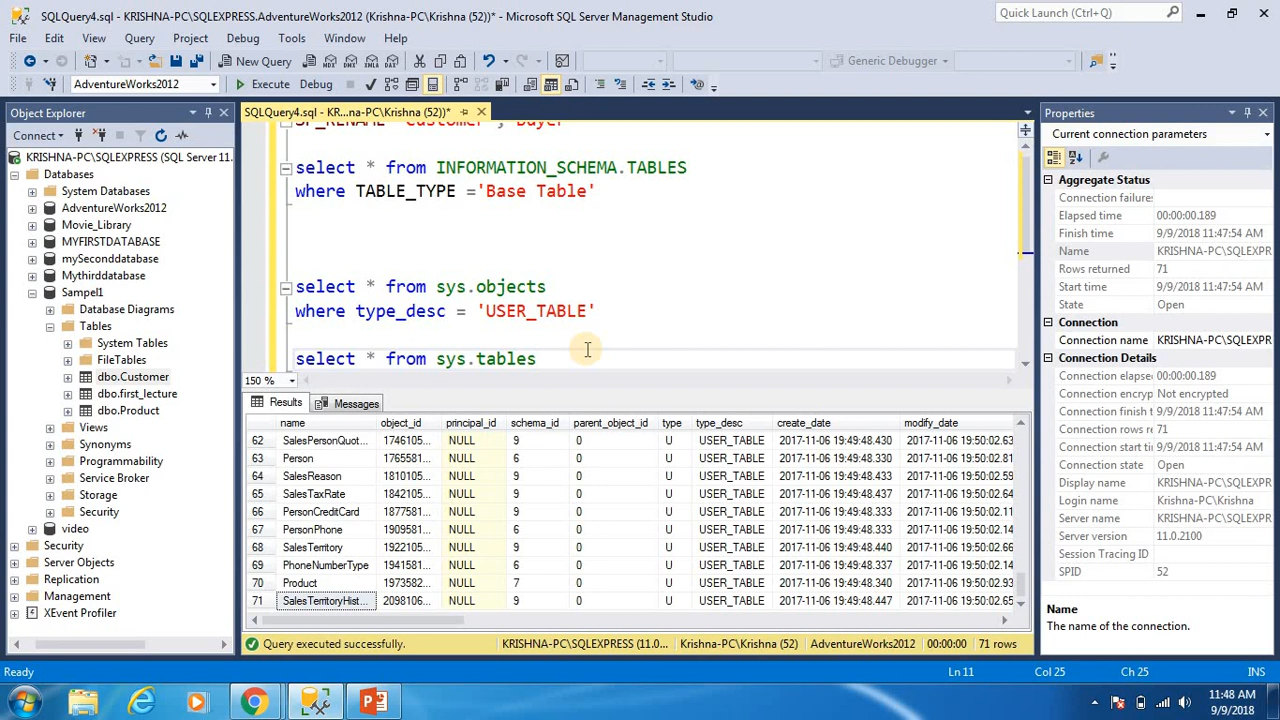 SQLQuery4.sql - KRISHNA-PC\SQLEXPRESS.AdventureWorks2012 (Krishna-PC\Krishna (52))* - Microsoft SQL Server Management Studio
Quick Launch (Ctrl+Q)
File Edit View Query Project Debug Tools Window Help
New Query
Generic Debugger
AdventureWorks2012
Execute Debug
Object Explorer
Connect
KRISHNA-PC\SQLEXPRESS (SQL Server 11.
Databases
System Databases
AdventureWorks2012
Movie_Library
MYFIRSTDATABASE
mySeconddatabase
Mythirddatabase
Sampel1
Database Diagrams
Tables
System Tables
FileTables
dbo.Customer
dbo.first_lecture
dbo.Product
Views
Synonyms
Programmability
Service Broker
Storage
Security
video
Security
Server Objects
Replication
Management
XEvent Profiler
SQLQuery4.sql - KR...na-PC\Krishna (52))*
SP_RENAME 'Customer','Buyer'
select * from INFORMATION_SCHEMA.TABLES
where TABLE_TYPE ='Base Table'
select * from sys.objects
where type_desc = 'USER_TABLE'
select * from sys.tables
150 %
Results Messages
name object_id principal_id schema_id parent_object_id type type_desc create_date modify_date
62 SalesPersonQuot... 1746105... NULL 9 0 U USER_TABLE 2017-11-06 19:49:48.430 2017-11-06 19:50:02.63
63 Person 1765581... NULL 6 0 U USER_TABLE 2017-11-06 19:49:48.330 2017-11-06 19:50:02.81
64 SalesReason 1810105... NULL 9 0 U USER_TABLE 2017-11-06 19:49:48.433 2017-11-06 19:50:02.59
65 SalesTaxRate 1842105... NULL 9 0 U USER_TABLE 2017-11-06 19:49:48.437 2017-11-06 19:50:02.64
66 PersonCreditCard 1877581... NULL 9 0 U USER_TABLE 2017-11-06 19:49:48.333 2017-11-06 19:50:02.11
67 PersonPhone 1909581... NULL 6 0 U USER_TABLE 2017-11-06 19:49:48.333 2017-11-06 19:50:02.14
68 SalesTerritory 1922105... NULL 9 0 U USER_TABLE 2017-11-06 19:49:48.440 2017-11-06 19:50:02.66
69 PhoneNumberType 1941581... NULL 6 0 U USER_TABLE 2017-11-06 19:49:48.337 2017-11-06 19:50:02.14
70 Product 1973582... NULL 7 0 U USER_TABLE 2017-11-06 19:49:48.340 2017-11-06 19:50:02.93
71 SalesTerritoryHist... 2098106... NULL 9 0 U USER_TABLE 2017-11-06 19:49:48.447 2017-11-06 19:50:02.65
Query executed successfully. KRISHNA-PC\SQLEXPRESS (11.0... Krishna-PC\Krishna (52) AdventureWorks2012 00:00:00 71 rows
Properties
Current connection parameters
Aggregate Status
Connection failures
Elapsed time 00:00:00.189
Finish time 9/9/2018 11:47:54 AM
Name KRISHNA-PC\SQLEXPR
Rows returned 71
Start time 9/9/2018 11:47:54 AM
State Open
Connection
Connection name KRISHNA-PC\SQLEXPR
Connection Details
Connection elapse 00:00:00.189
Connection encry Not encrypted
Connection finish t 9/9/2018 11:47:54 AM
Connection rows re 71
Connection start ti 9/9/2018 11:47:54 AM
Connection state Open
Display name KRISHNA-PC\SQLEXPR
Login name Krishna-PC\Krishna
Server name KRISHNA-PC\SQLEXPR
Server version 11.0.2100
Session Tracing ID
SPID 52
Name
The name of the connection.
Ready Ln 11 Col 25 Ch 25 INS
11:48 AM
9/9/2018